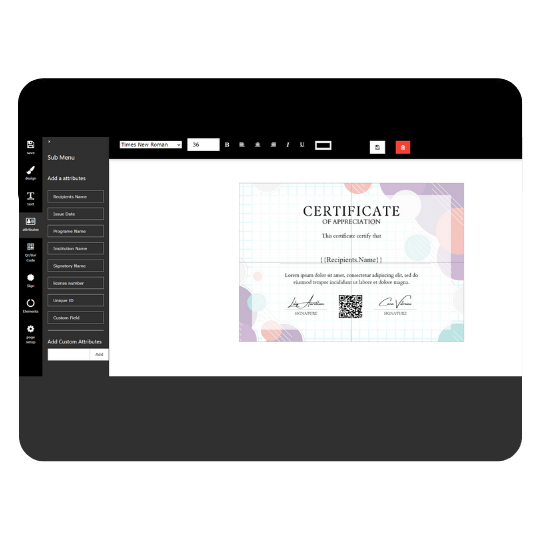 Times New Roman
36
B
I
U
save
design
text
attributes
Qr/Bar
Code
Sign
Elements
page
setup
x
Sub Menu
Add a attributes
Recipients Name
Issue Date
Programe Name
Institution Name
Signatory Name
license number
Unique ID
Custom Field
Add Custom Attributes
Add
CERTIFICATE
OF APPRECIATION
This certificate certify that
{{Recipients.Name}}
Lorem ipsum dolor sit amet, consectetur adipiscing elit, sed do
eiusmod tempor incididunt ut labore et dolore magna.
SIGNATURE
SIGNATURE